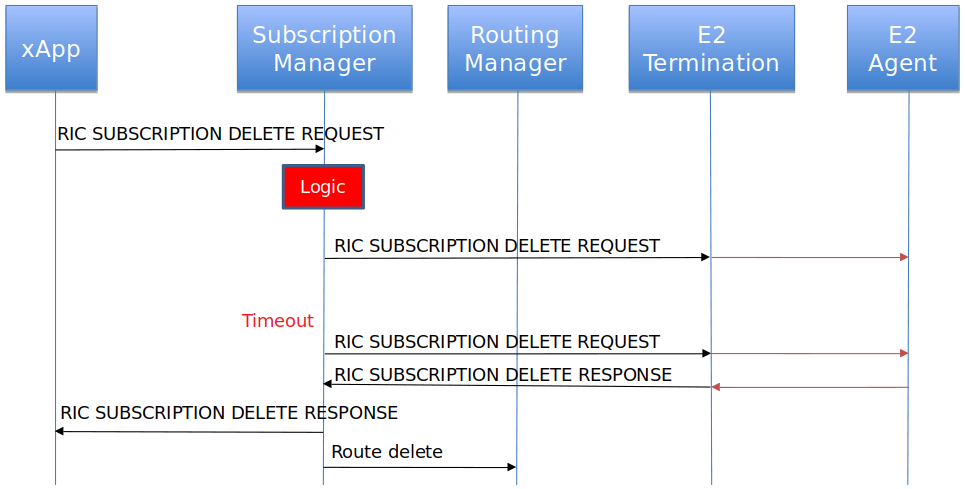 xApp
Subscription
Manager
Routing
Manager
E2
Termination
E2
Agent
RIC SUBSCRIPTION DELETE REQUEST
Logic
RIC SUBSCRIPTION DELETE REQUEST
Timeout
RIC SUBSCRIPTION DELETE REQUEST
RIC SUBSCRIPTION DELETE RESPONSE
RIC SUBSCRIPTION DELETE RESPONSE
Route delete